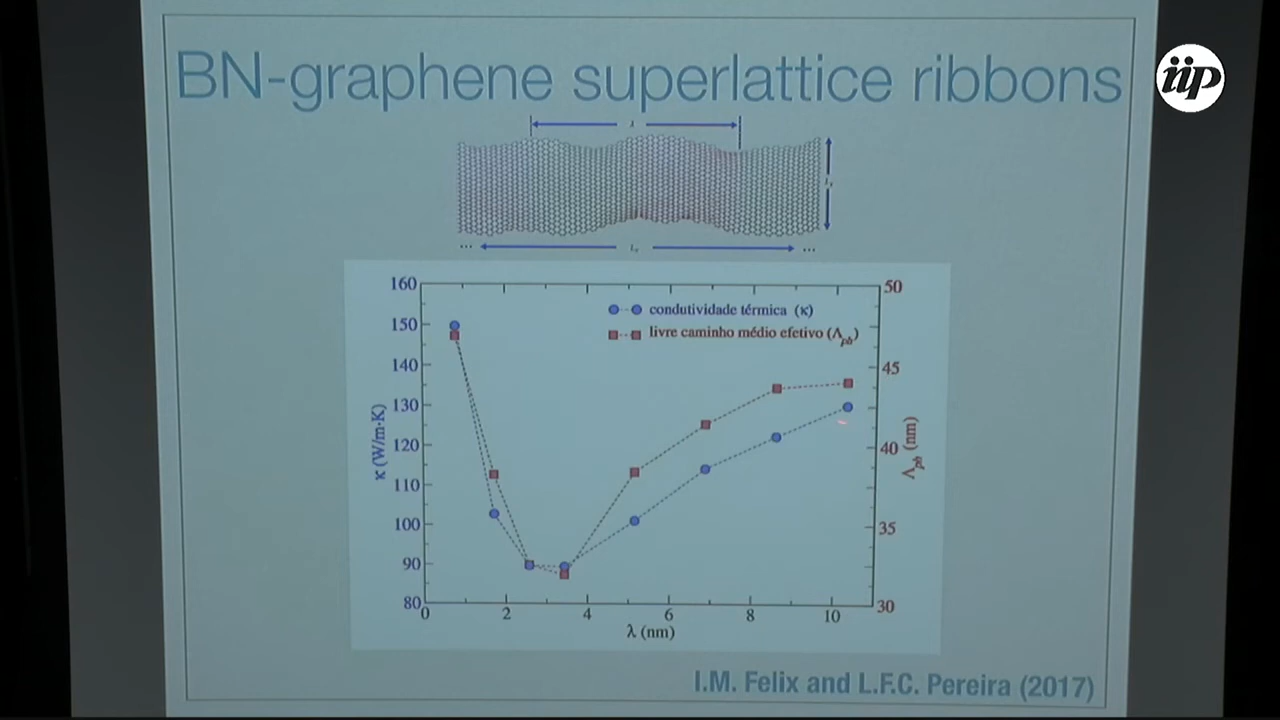 BN-graphene superlattice ribbons
iip
160
150
140
130
120
110
100
90
80
κ (W/m·K)
condutividade térmica (κ)
livre caminho médio efetivo (Λph)
50
45
40
35
30
Λph (nm)
0 2 4 6 8 10
λ (nm)
I.M. Felix and L.F.C. Pereira (2017)